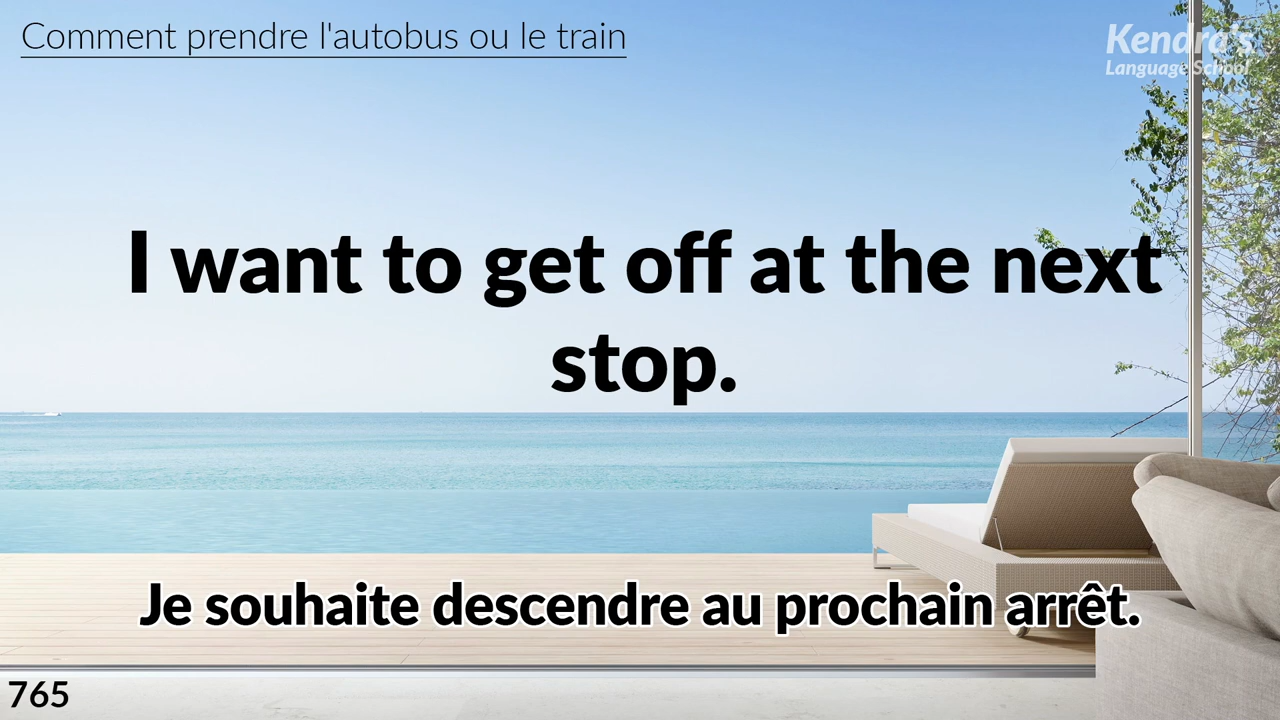 Comment prendre l'autobus ou le train
Kendra's
Language School
I want to get off at the next
stop.
Je souhaite descendre au prochain arrêt.
765